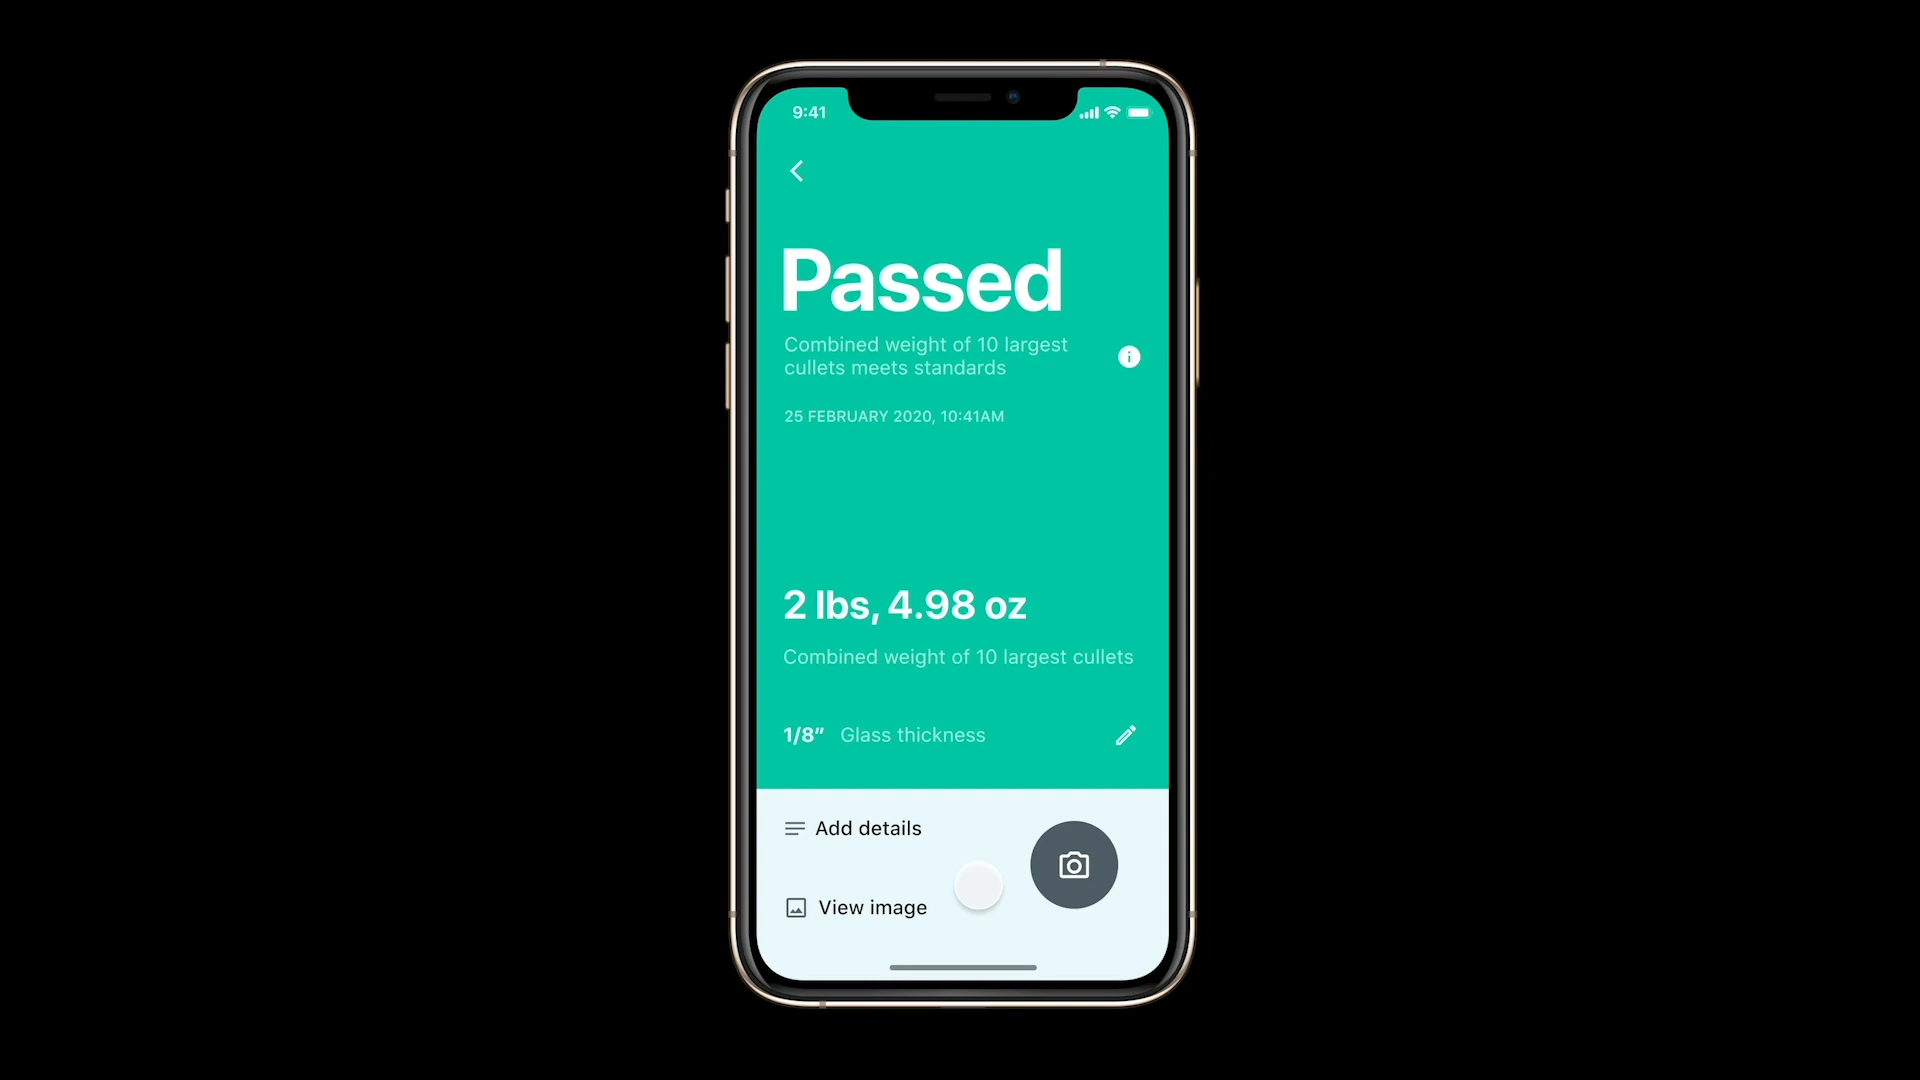 9:41
Passed
Combined weight of 10 largest
cullets meets standards
25 FEBRUARY 2020, 10:41AM
2 lbs, 4.98 oz
Combined weight of 10 largest cullets
1/8” Glass thickness
Add details
View image